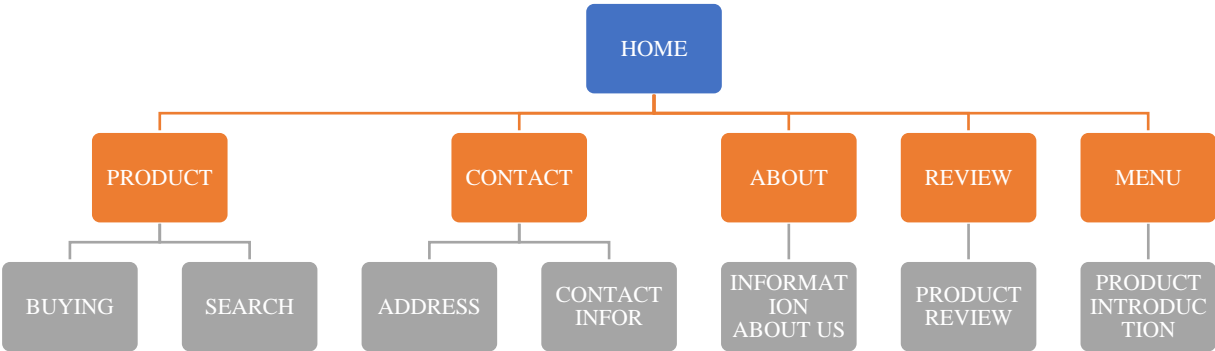 HOME
PRODUCT
CONTACT
ABOUT
REVIEW
MENU
BUYING
SEARCH
ADDRESS
CONTACT
INFOR
INFORMAT
ION
ABOUT US
PRODUCT
REVIEW
PRODUCT
INTRODUC
TION